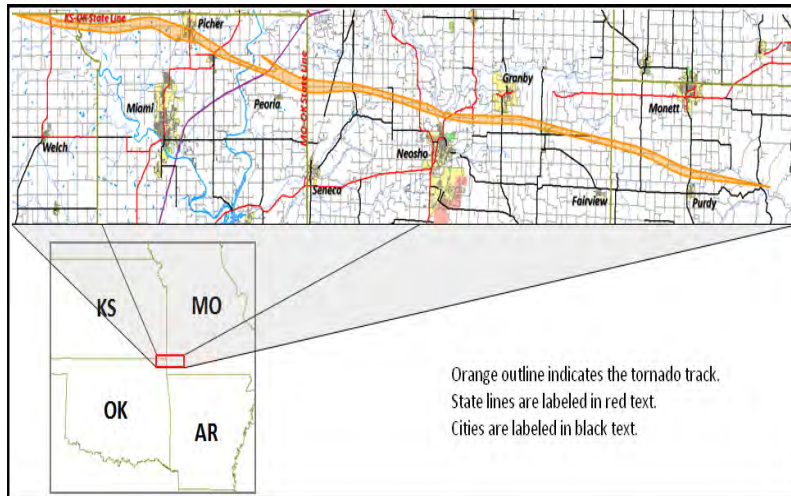 KS-OK State Line
Picher
MO-OK State Line
Granby
Miami
Peoria
Monett
Welch
Neosho
Seneca
Fairview
Purdy
KS
MO
OK
AR
Orange outline indicates the tornado track.
State lines are labeled in red text.
Cities are labeled in black text.